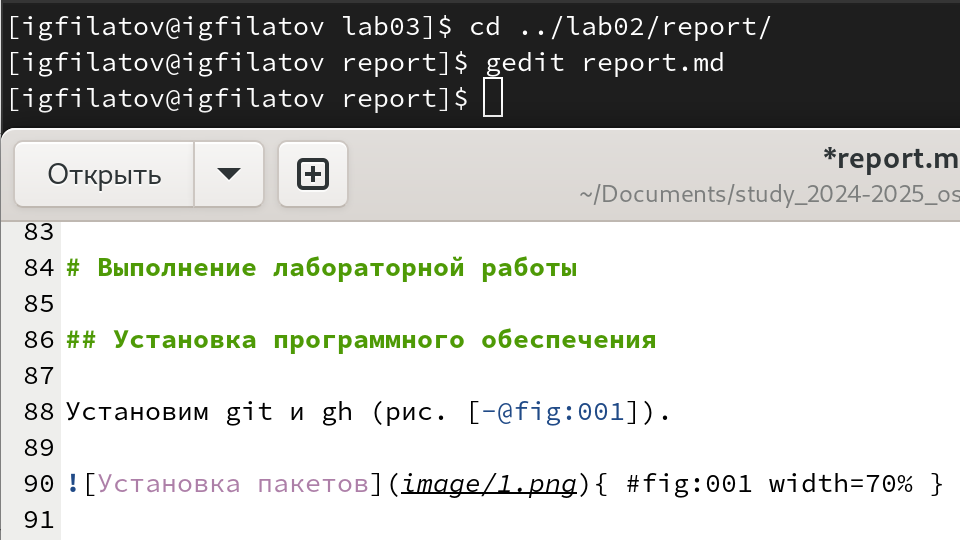 [igfilatov@igfilatov lab03]$ cd ../lab02/report/
[igfilatov@igfilatov report]$ gedit report.md
[igfilatov@igfilatov report]$
Открыть
*report.m
~/Documents/study_2024-2025_os
83
84 # Выполнение лабораторной работы
85
86 ## Установка программного обеспечения
87
88 Установим git и gh (рис. [-@fig:001]).
89
90 ![Установка пакетов](image/1.png){ #fig:001 width=70% }
91